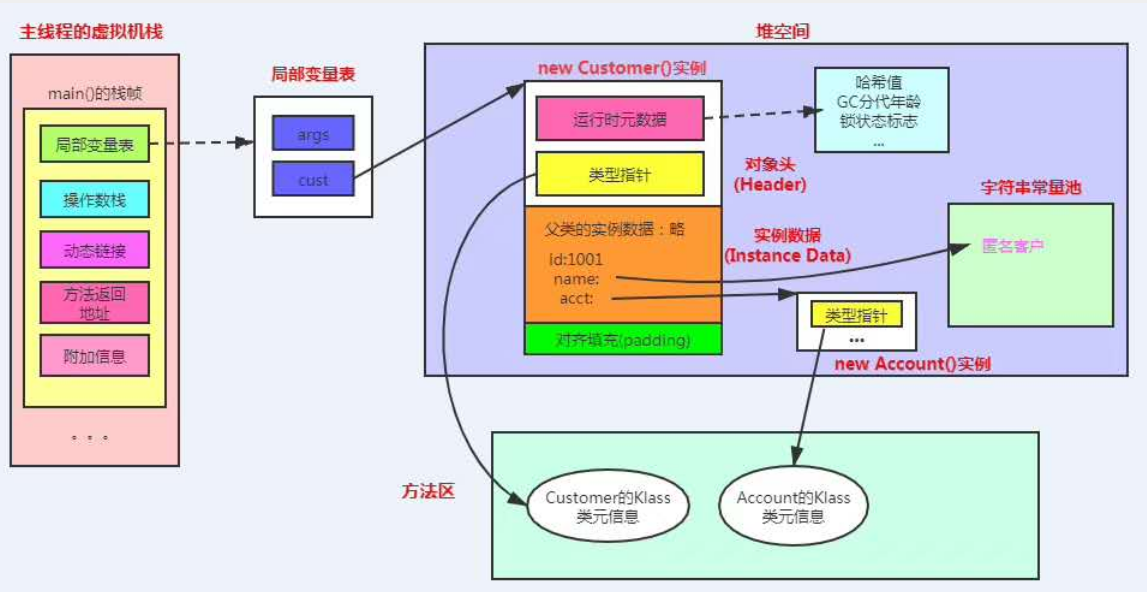 主线程的虚拟机栈
main()的栈帧
局部变量表
操作数栈
动态链接
方法返回
地址
附加信息
。。。
局部变量表
args
cust
堆空间
new Customer()实例
运行时元数据
类型指针
对象头
(Header)
哈希值
GC分代年龄
锁状态标志
...
父类的实例数据：略
id:1001
name:
acct:
实例数据
(Instance Data)
对齐填充(padding)
字符串常量池
匿名客户
类型指针
...
new Account()实例
方法区
Customer的Klass
类元信息
Account的Klass
类元信息